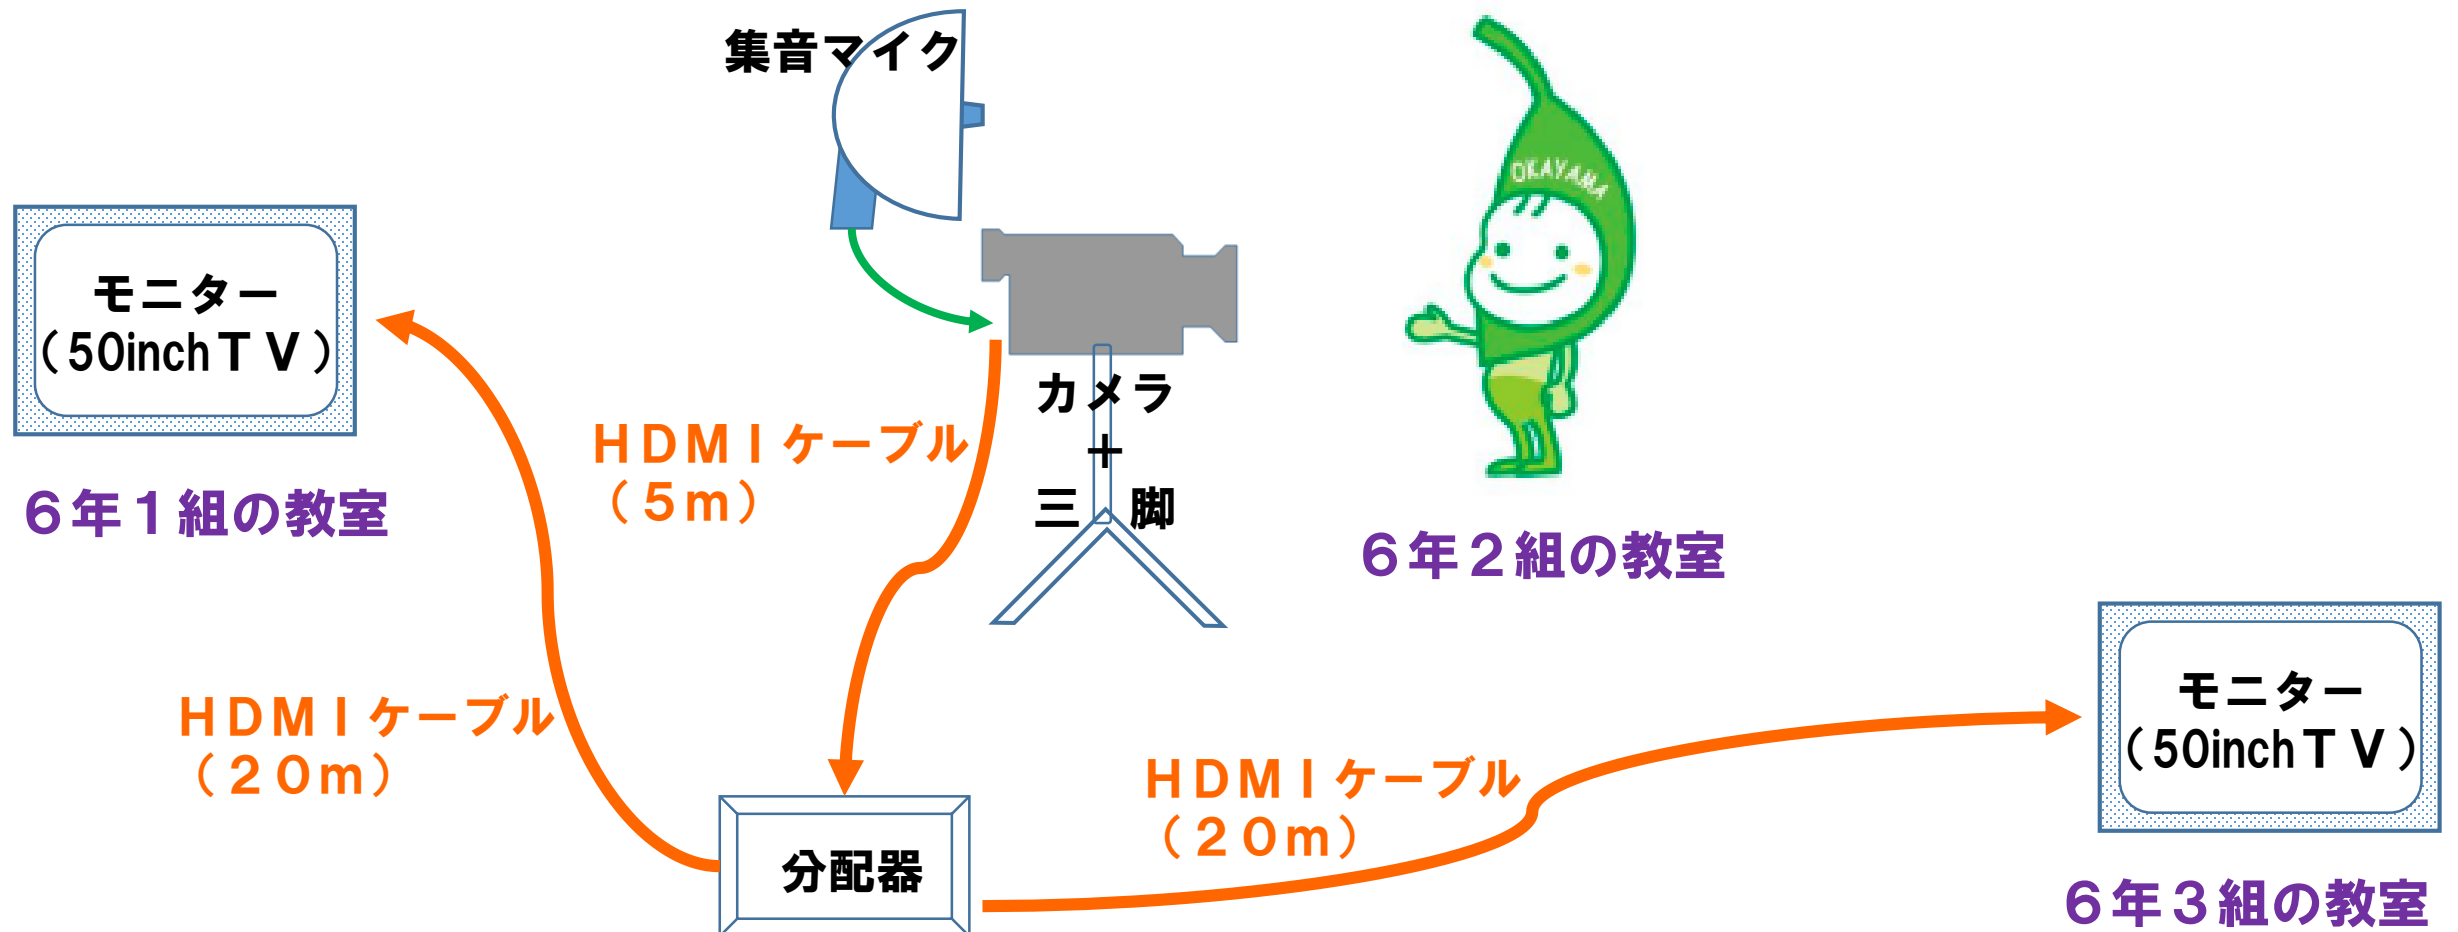 集音マイク
OKAYAMA
モニター
（50inchＴＶ）
６年１組の教室
ＨＤＭＩケーブル
（５ｍ）
カメラ
＋
三　脚
６年２組の教室
ＨＤＭＩケーブル
（２０ｍ）
分配器
ＨＤＭＩケーブル
（２０ｍ）
モニター
（50inchＴＶ）
６年３組の教室